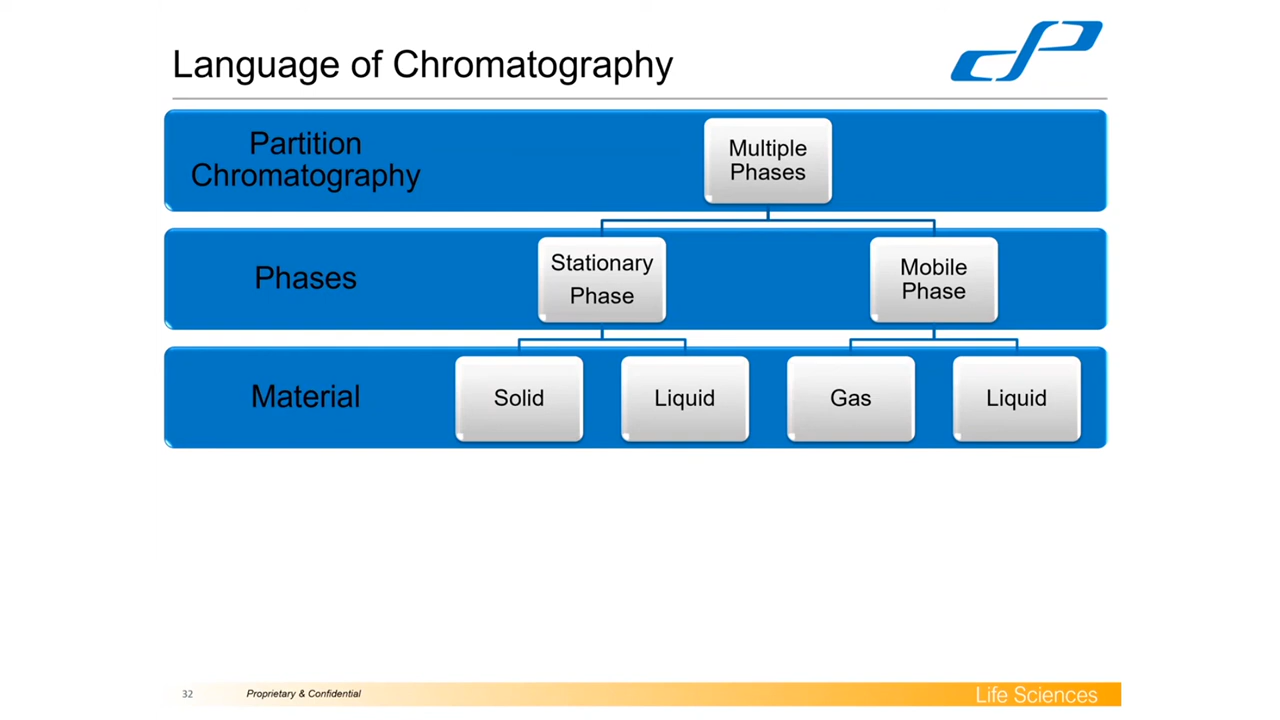 Language of Chromatography
Partition
Chromatography
Multiple
Phases
Phases
Stationary
Phase
Mobile
Phase
Material
Solid
Liquid
Gas
Liquid
32
Proprietary & Confidential
Life Sciences